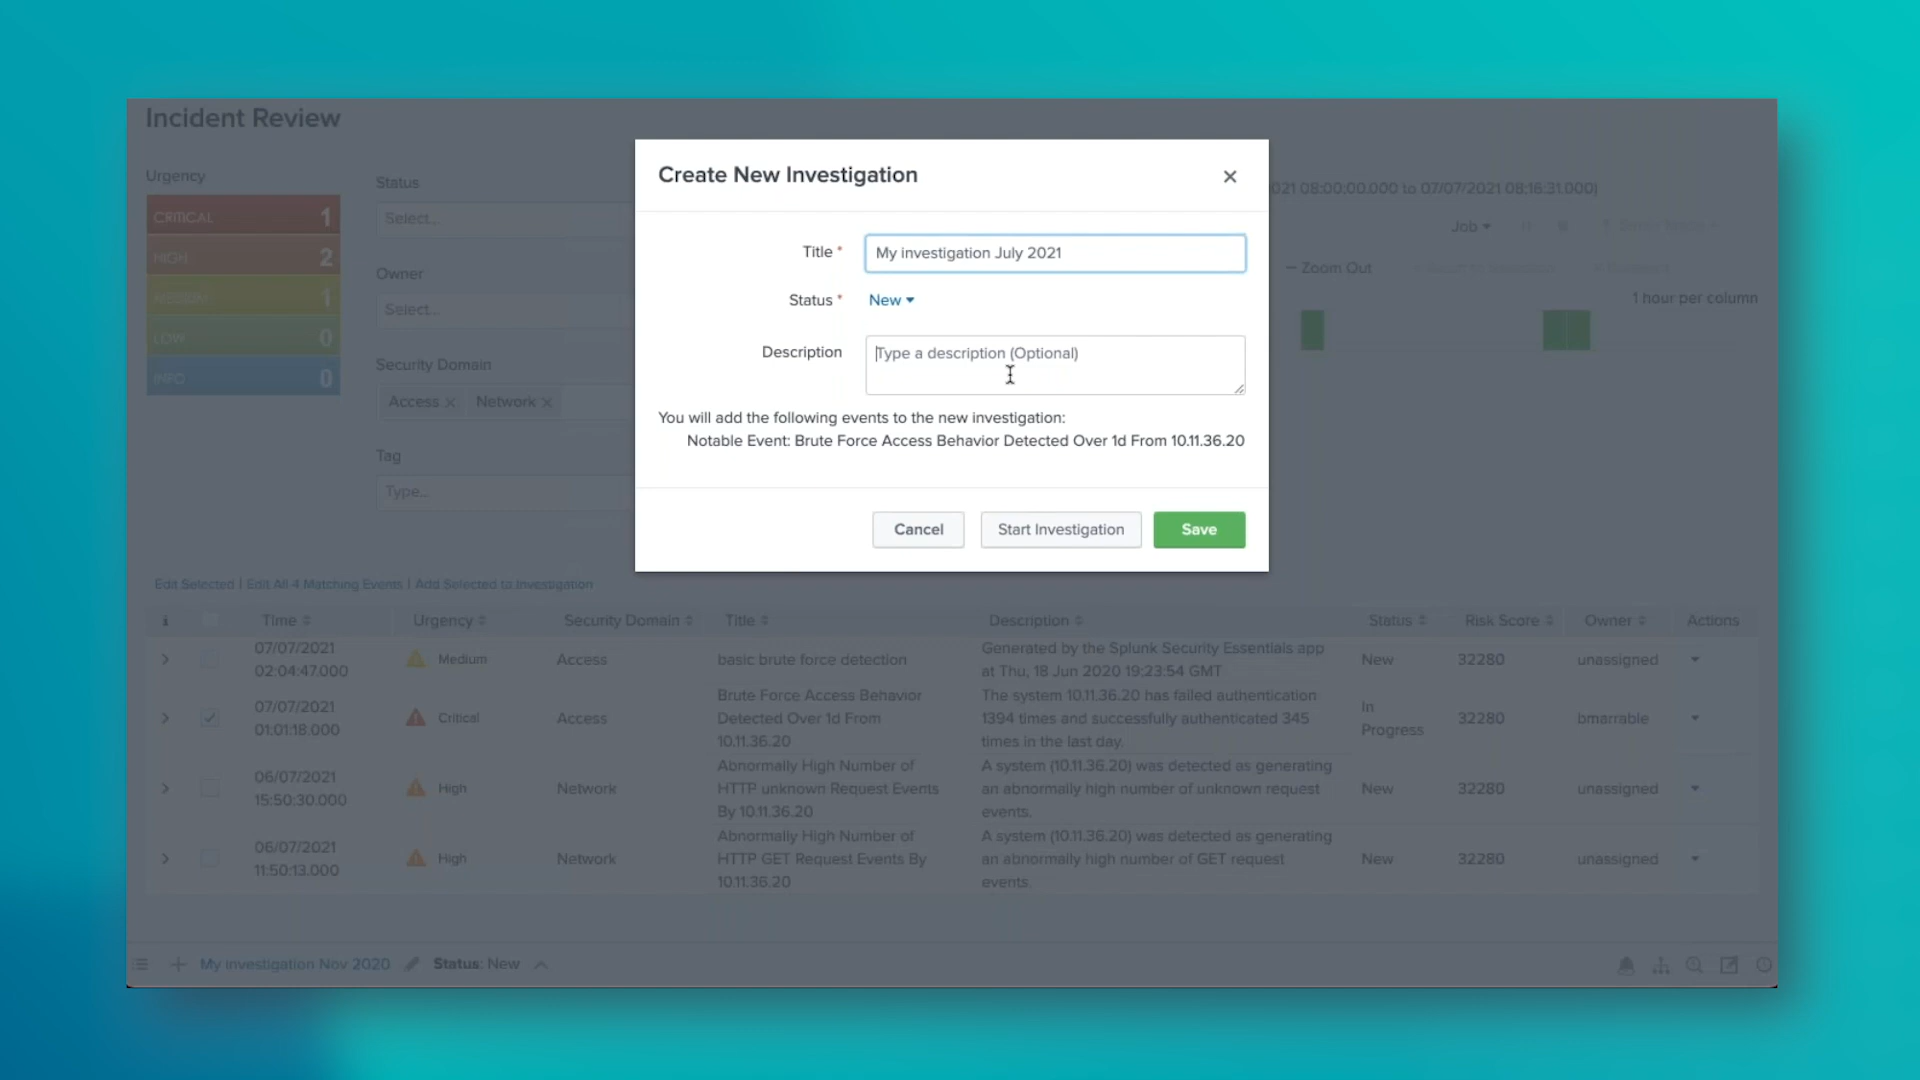 Incident Review
Urgency
CRITICAL 1
HIGH 2
MEDIUM 1
LOW 0
INFO 0
Status
Select...
Owner
Select...
Security Domain
Access × Network ×
Tag
Type...
021 08:00:00.000 to 07/07/2021 08:16:31.000)
Job
– Zoom Out
1 hour per column
Create New Investigation ×
Title * My investigation July 2021
Status * New
Description Type a description (Optional)
You will add the following events to the new investigation:
Notable Event: Brute Force Access Behavior Detected Over 1d From 10.11.36.20
Cancel Start Investigation Save
Edit Selected | Edit All 4 Matching Events | Add Selected to Investigation
i Time Urgency Security Domain Title Description Status Risk Score Owner Actions
07/07/2021
02:04:47.000
Medium
Access
basic brute force detection
Generated by the Splunk Security Essentials app
at Thu, 18 Jun 2020 19:23:54 GMT
New
32280
unassigned
07/07/2021
01:01:18.000
Critical
Access
Brute Force Access Behavior
Detected Over 1d From
10.11.36.20
The system 10.11.36.20 has failed authentication
1394 times and successfully authenticated 345
times in the last day.
In
Progress
32280
bmarrable
06/07/2021
15:50:30.000
High
Network
Abnormally High Number of
HTTP unknown Request Events
By 10.11.36.20
A system (10.11.36.20) was detected as generating
an abnormally high number of unknown request
events.
New
32280
unassigned
06/07/2021
11:50:13.000
High
Network
Abnormally High Number of
HTTP GET Request Events By
10.11.36.20
A system (10.11.36.20) was detected as generating
an abnormally high number of GET request
events.
New
32280
unassigned
My investigation Nov 2020 Status: New